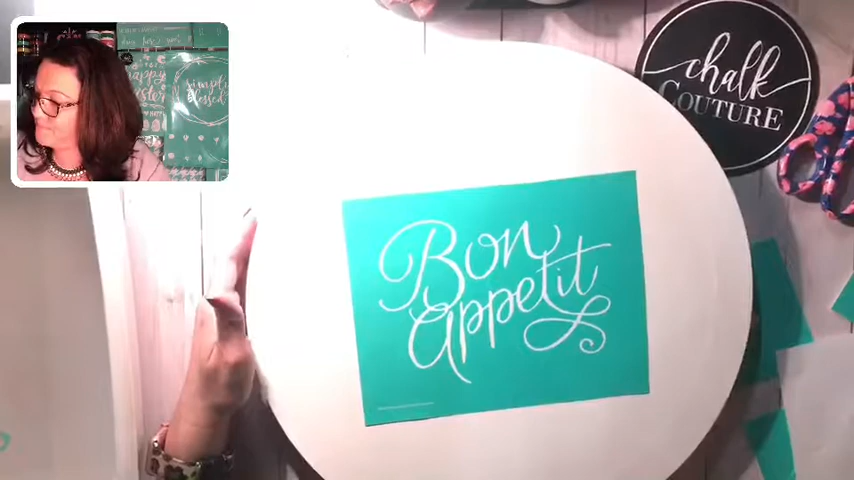 HAPPY
simply
blessed
chalk
COUTURE
Bon
Appetit